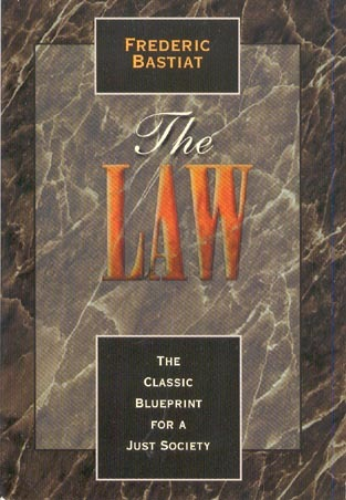 FREDERIC
BASTIAT
The
LAW
THE
CLASSIC
BLUEPRINT
FOR A
JUST SOCIETY